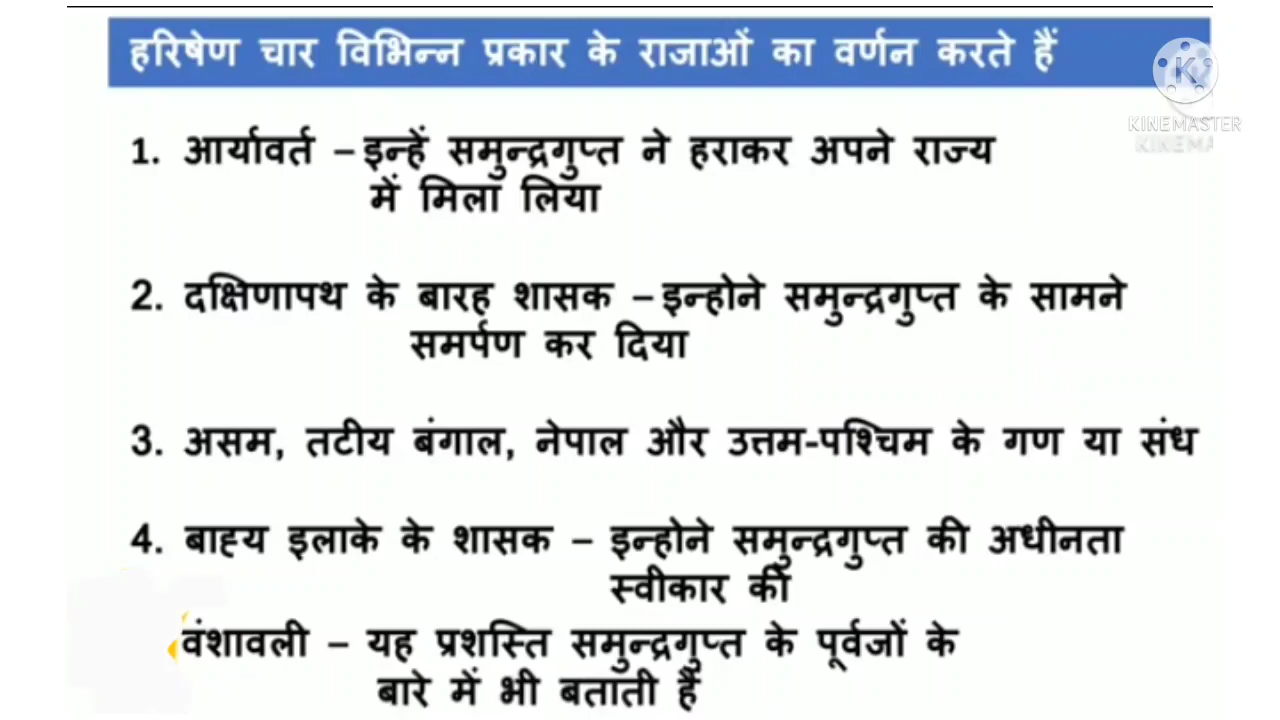 हरिषेण चार विभिन्न प्रकार के राजाओं का वर्णन करते हैं
KINEMASTER
1. आर्यावर्त – इन्हें समुन्द्रगुप्त ने हराकर अपने राज्य
में मिला लिया
2. दक्षिणापथ के बारह शासक – इन्होने समुन्द्रगुप्त के सामने
समर्पण कर दिया
3. असम, तटीय बंगाल, नेपाल और उत्तम-पश्चिम के गण या संध
4. बाह्य इलाके के शासक – इन्होने समुन्द्रगुप्त की अधीनता
स्वीकार की
वंशावली – यह प्रशस्ति समुन्द्रगुप्त के पूर्वजों के
बारे में भी बताती हैं